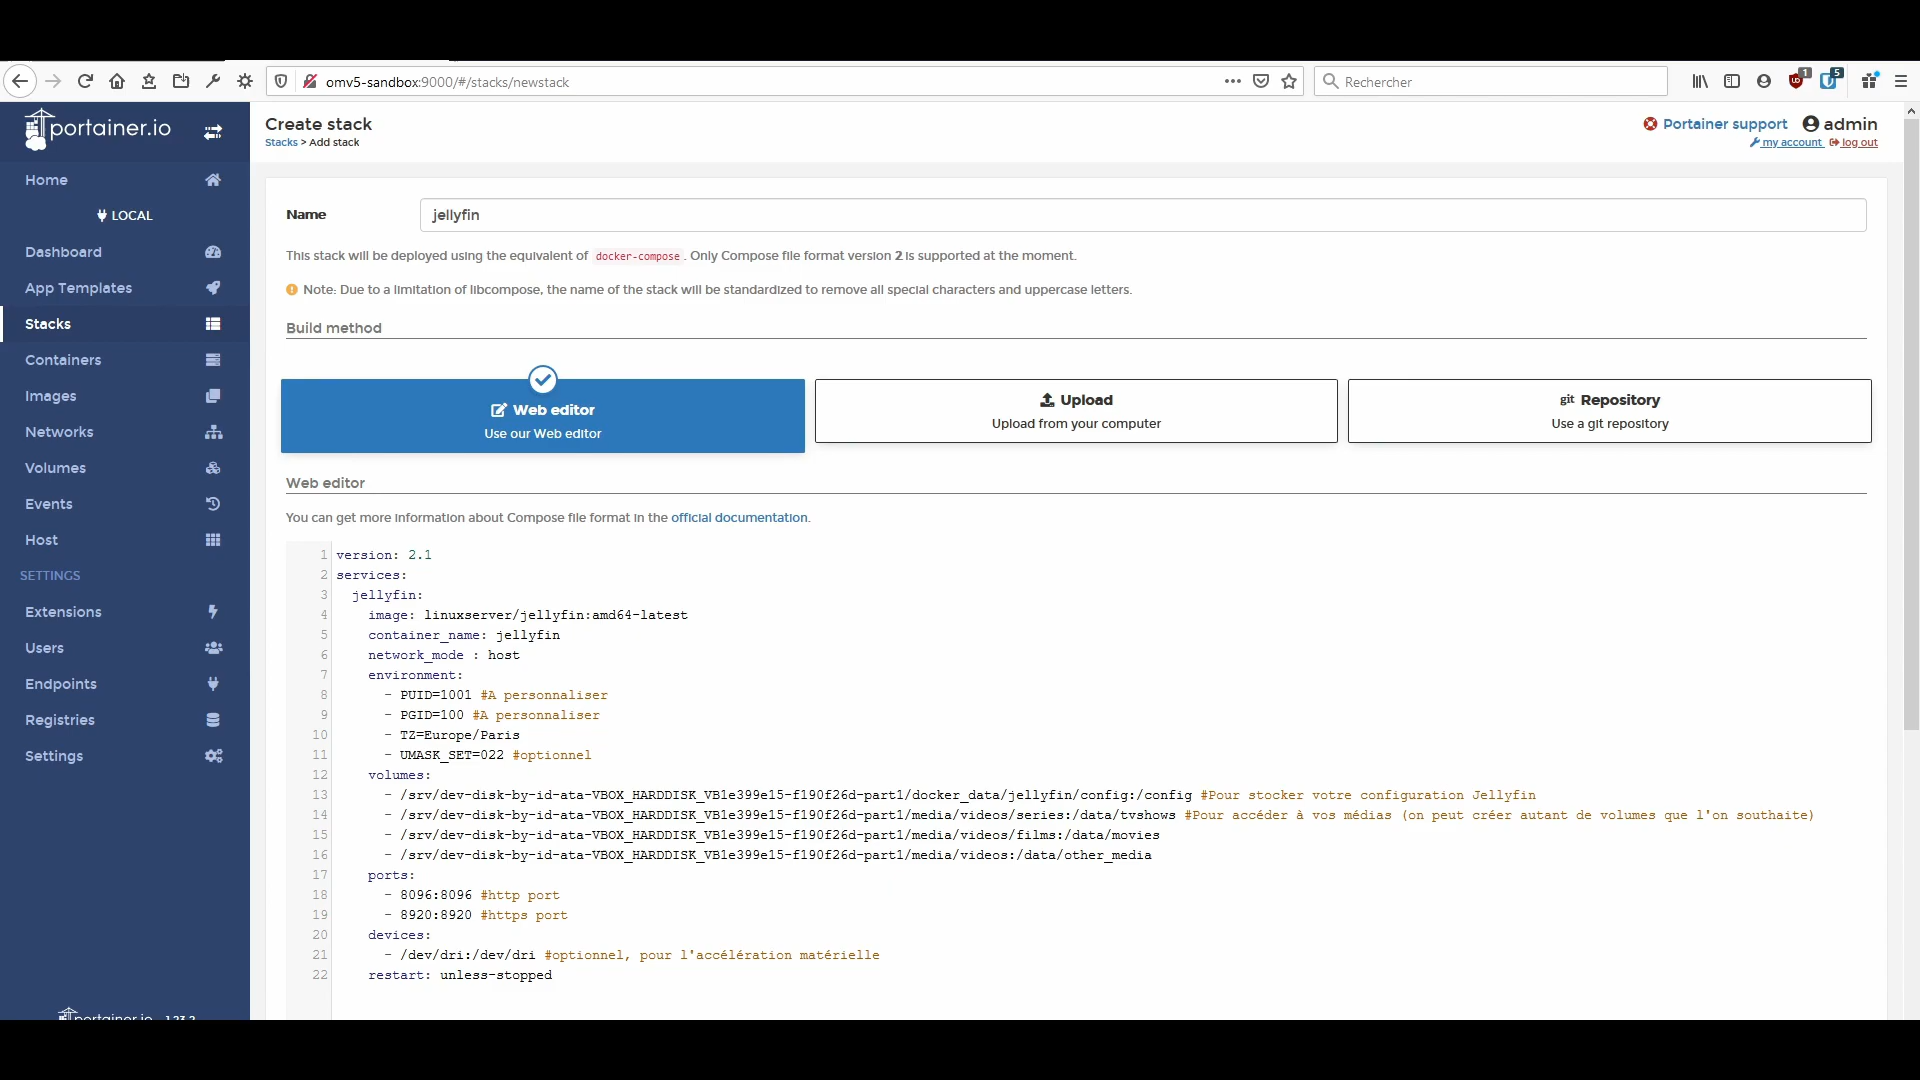 omv5-sandbox:9000/#/stacks/newstack
Rechercher
1
5
portainer.io
Create stack
Stacks > Add stack
Portainer support
admin
my account
log out
Home
LOCAL
Dashboard
App Templates
Stacks
Containers
Images
Networks
Volumes
Events
Host
SETTINGS
Extensions
Users
Endpoints
Registries
Settings
portainer.io 1.23.2
Name
jellyfin
This stack will be deployed using the equivalent of docker-compose . Only Compose file format version 2 is supported at the moment.
Note: Due to a limitation of libcompose, the name of the stack will be standardized to remove all special characters and uppercase letters.
Build method
Web editor
Use our Web editor
Upload
Upload from your computer
git Repository
Use a git repository
Web editor
You can get more information about Compose file format in the official documentation.
1 version: 2.1
2 services:
3 jellyfin:
4 image: linuxserver/jellyfin:amd64-latest
5 container_name: jellyfin
6 network_mode : host
7 environment:
8 - PUID=1001 #A personnaliser
9 - PGID=100 #A personnaliser
10 - TZ=Europe/Paris
11 - UMASK_SET=022 #optionnel
12 volumes:
13 - /srv/dev-disk-by-id-ata-VBOX_HARDDISK_VB1e399e15-f190f26d-part1/docker_data/jellyfin/config:/config #Pour stocker votre configuration Jellyfin
14 - /srv/dev-disk-by-id-ata-VBOX_HARDDISK_VB1e399e15-f190f26d-part1/media/videos/series:/data/tvshows #Pour accéder à vos médias (on peut créer autant de volumes que l'on southaite)
15 - /srv/dev-disk-by-id-ata-VBOX_HARDDISK_VB1e399e15-f190f26d-part1/media/videos/films:/data/movies
16 - /srv/dev-disk-by-id-ata-VBOX_HARDDISK_VB1e399e15-f190f26d-part1/media/videos:/data/other_media
17 ports:
18 - 8096:8096 #http port
19 - 8920:8920 #https port
20 devices:
21 - /dev/dri:/dev/dri #optionnel, pour l'accélération matérielle
22 restart: unless-stopped